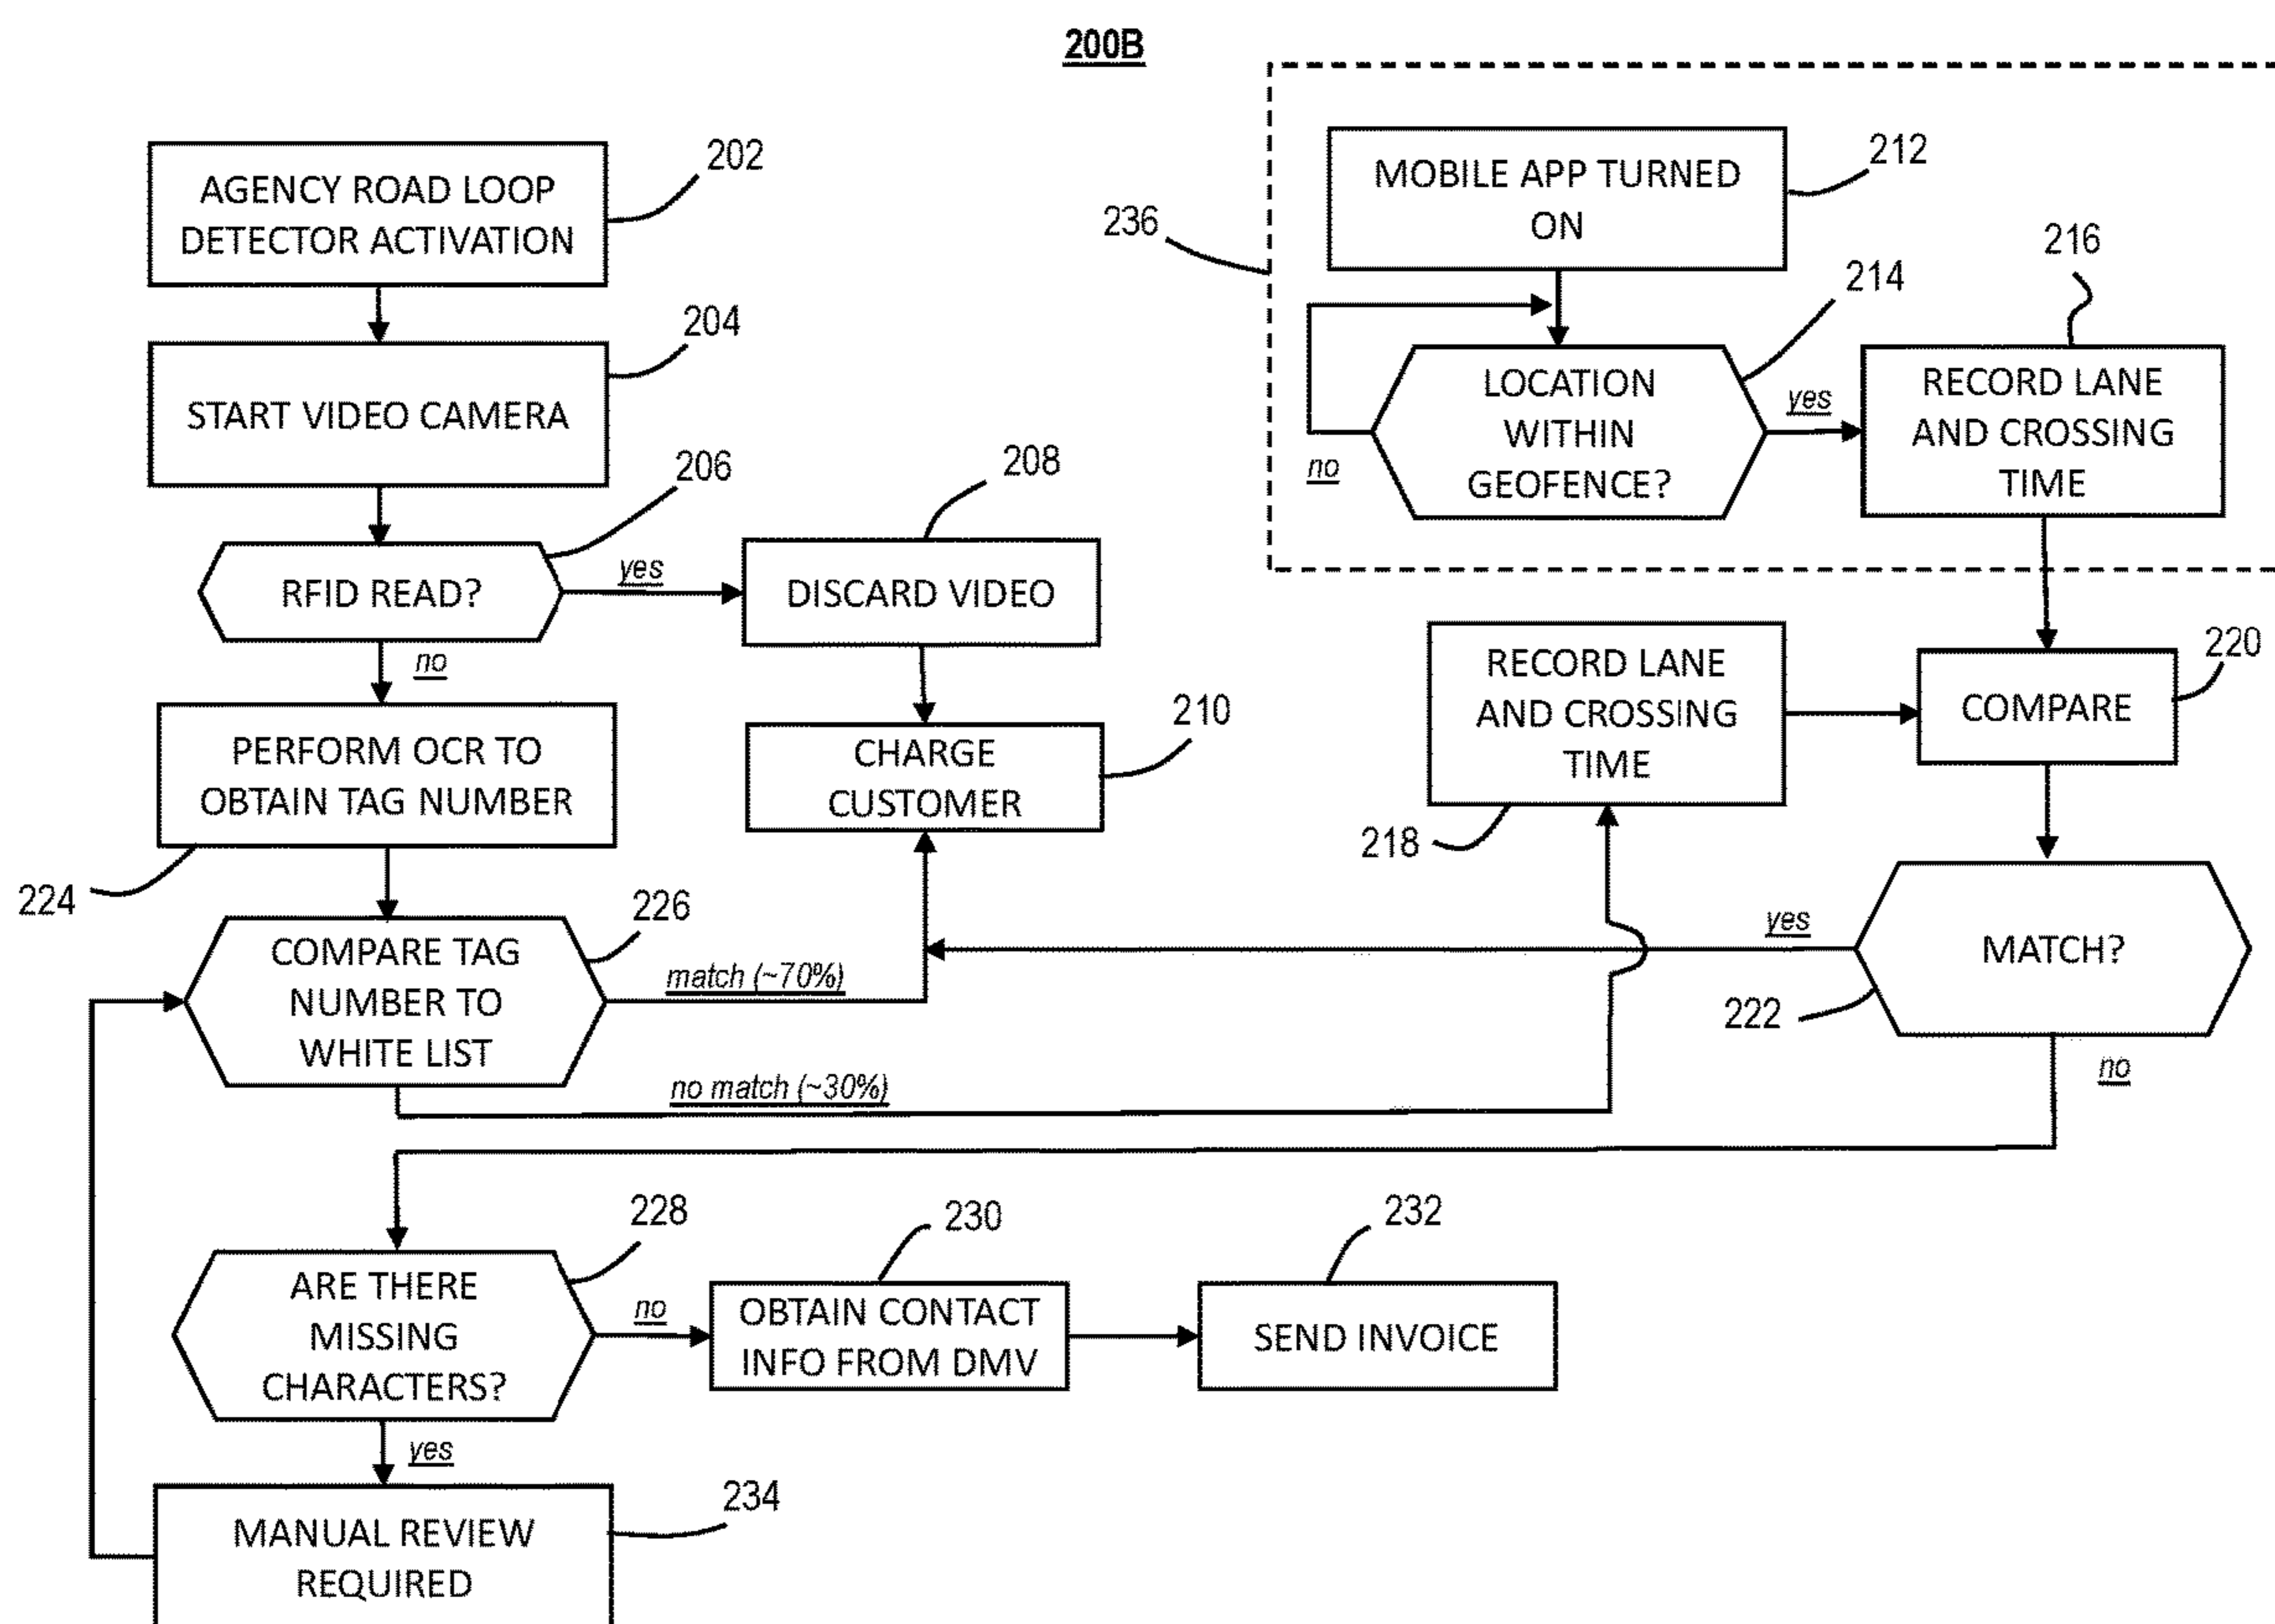 200B
AGENCY ROAD LOOP
DETECTOR ACTIVATION
202
START VIDEO CAMERA
204
RFID READ?
206
yes
no
DISCARD VIDEO
208
CHARGE
CUSTOMER
210
PERFORM OCR TO
OBTAIN TAG NUMBER
224
COMPARE TAG
NUMBER TO
WHITE LIST
226
match (~70%)
no match (~30%)
236
MOBILE APP TURNED
ON
212
LOCATION
WITHIN
GEOFENCE?
214
no
yes
RECORD LANE
AND CROSSING
TIME
216
RECORD LANE
AND CROSSING
TIME
218
COMPARE
220
MATCH?
222
yes
no
ARE THERE
MISSING
CHARACTERS?
228
no
yes
OBTAIN CONTACT
INFO FROM DMV
230
SEND INVOICE
232
MANUAL REVIEW
REQUIRED
234